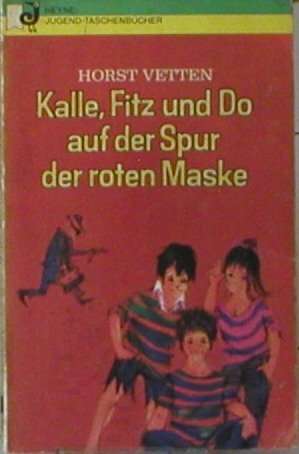 J
HEYNE
JUGEND-TASCHENBÜCHER
HORST VETTEN
Kalle, Fitz und Do
auf der Spur
der roten Maske